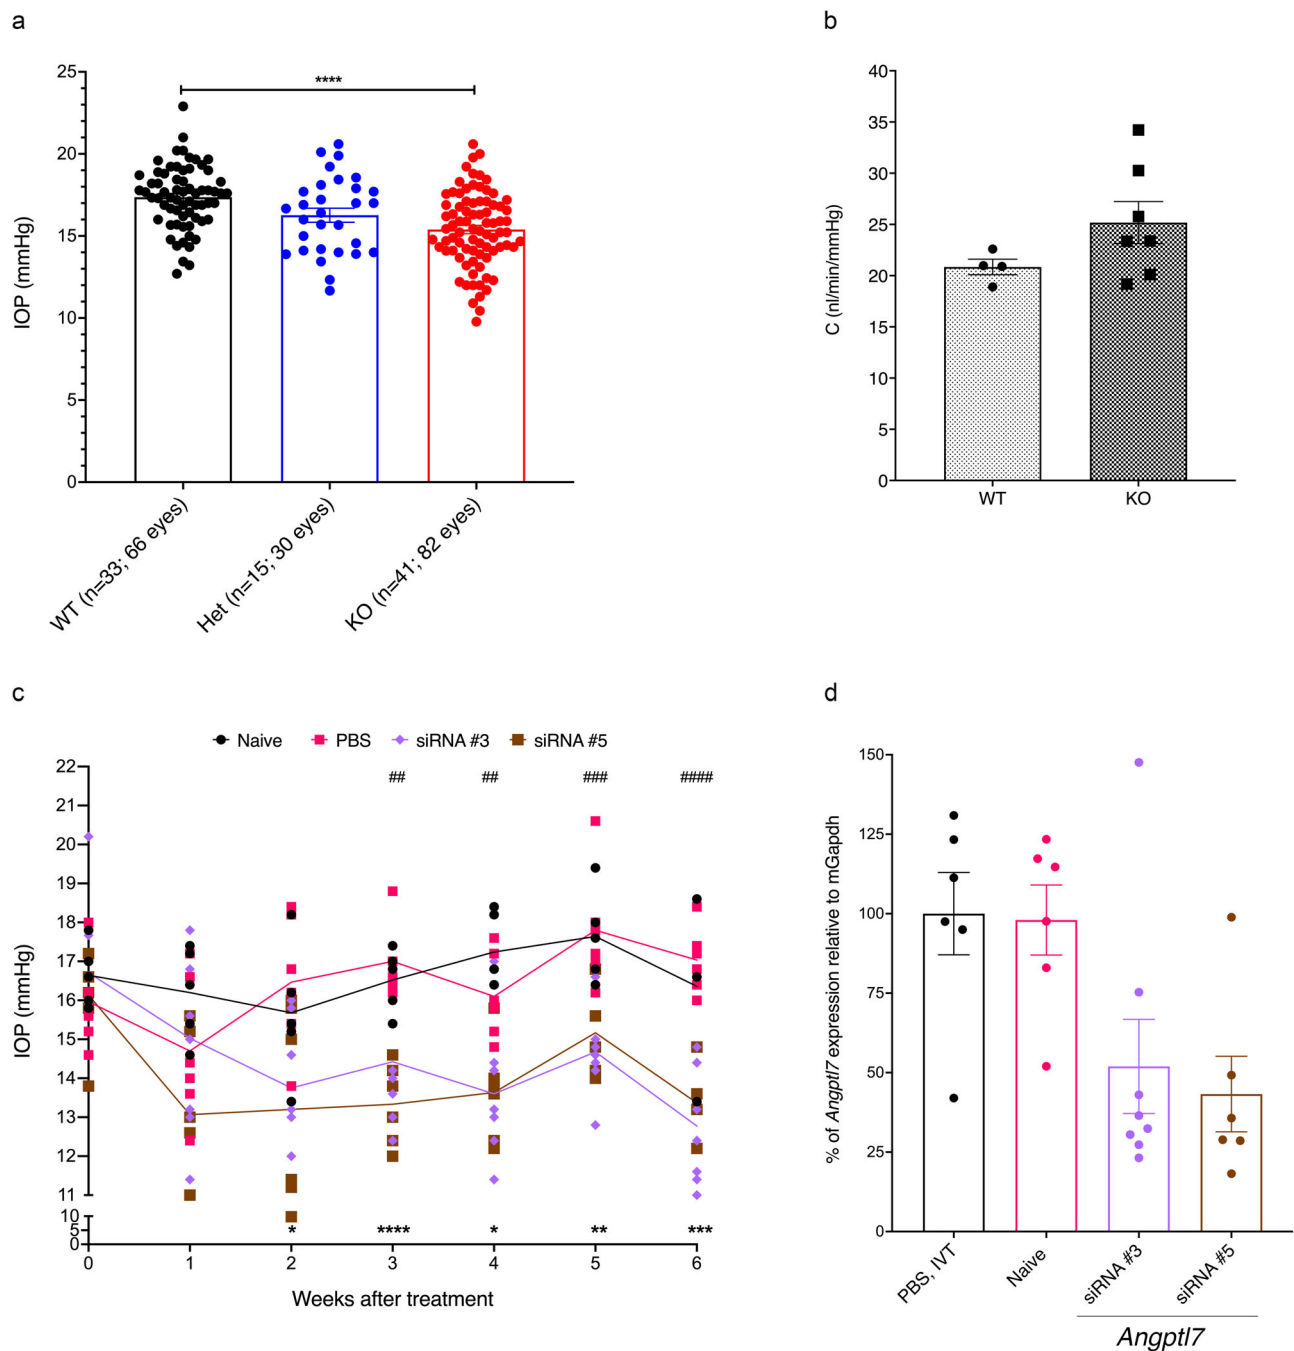 a
25
20
15
10
5
0
IOP (mmHg)
****
WT (n=33; 66 eyes)
Het (n=15; 30 eyes)
KO (n=41; 82 eyes)
b
40
35
30
25
20
15
10
5
0
C (nl/min/mmHg)
WT
KO
c
Naive
PBS
siRNA #3
siRNA #5
22
21
20
19
18
17
16
15
14
13
12
11
10
5
0
IOP (mmHg)
## ## ### ####
* **** * ** ***
0 1 2 3 4 5 6
Weeks after treatment
d
150
125
100
75
50
25
0
% of Angptl7 expression relative to mGapdh
PBS, IVT
Naive
siRNA #3
siRNA #5
Angptl7